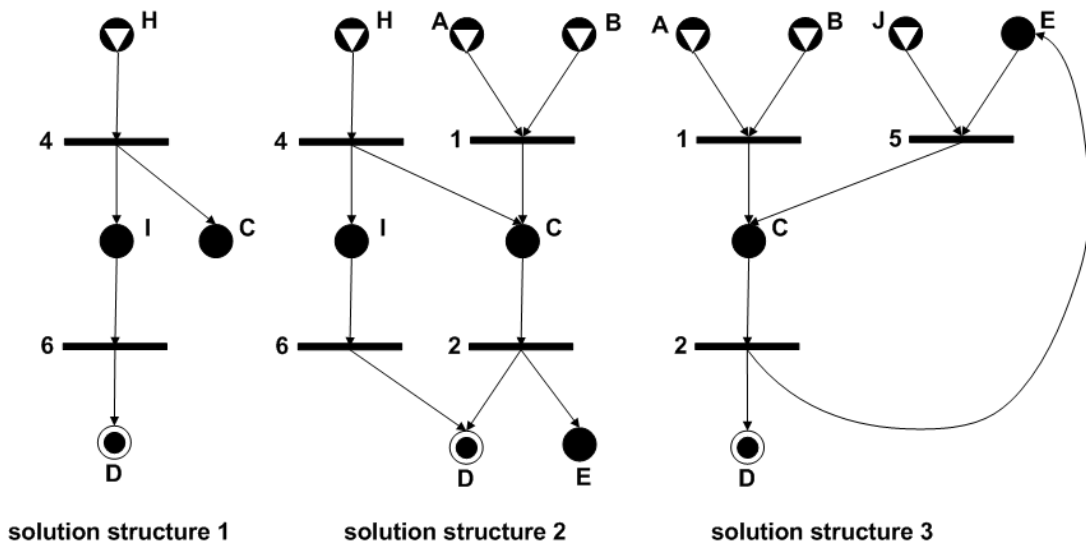 H H A B A B J E
4 4 1 1 5
I C I C C
6 6 2 2
D D E D
solution structure 1 solution structure 2 solution structure 3